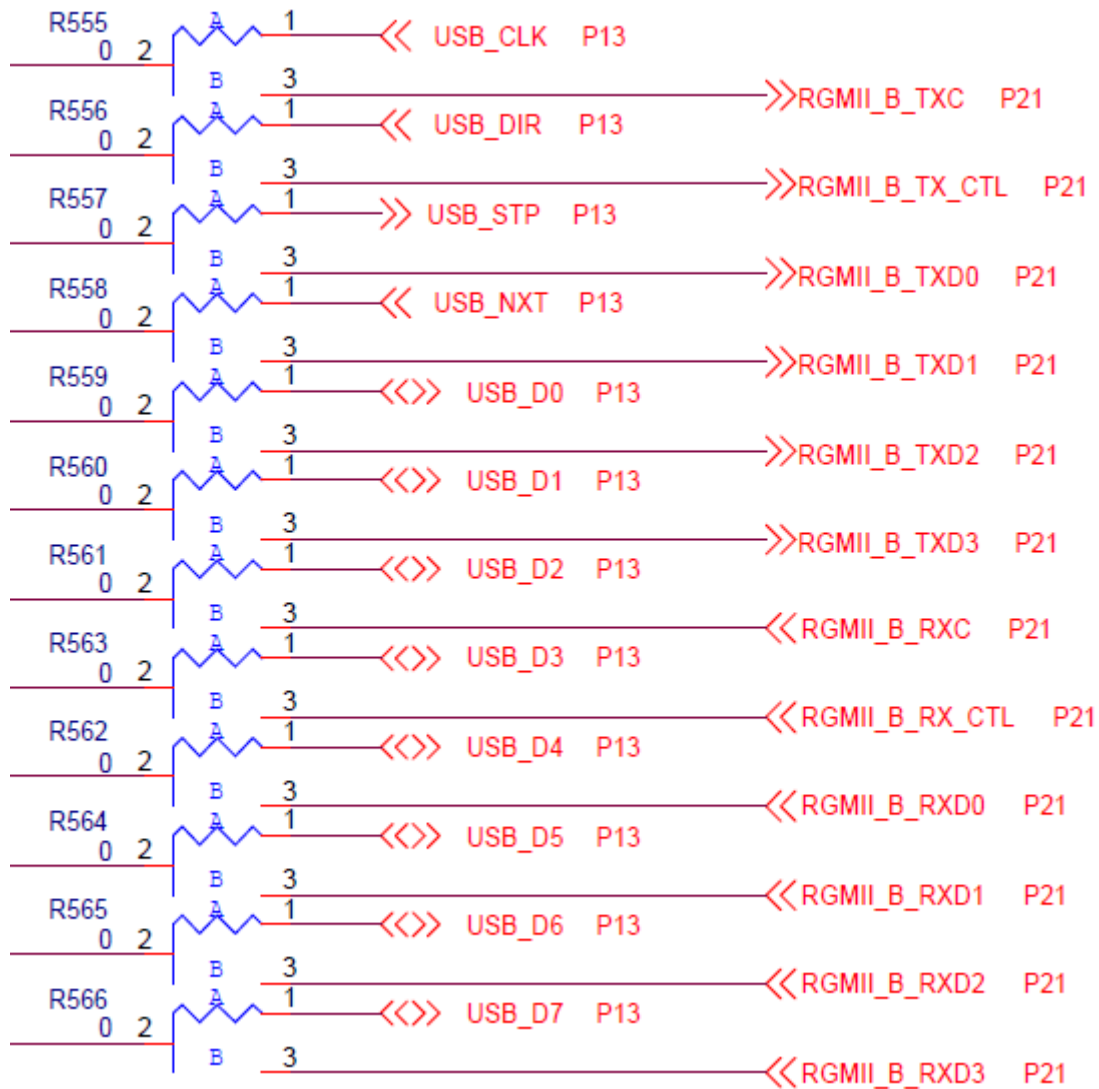 R555 A 1 USB_CLK P13
0 2
B 3 RGMII_B_TXC P21
R556 A 1 USB_DIR P13
0 2
B 3 RGMII_B_TX_CTL P21
R557 A 1 USB_STP P13
0 2
B 3 RGMII_B_TXD0 P21
R558 A 1 USB_NXT P13
0 2
B 3 RGMII_B_TXD1 P21
R559 A 1 USB_D0 P13
0 2
B 3 RGMII_B_TXD2 P21
R560 A 1 USB_D1 P13
0 2
B 3 RGMII_B_TXD3 P21
R561 A 1 USB_D2 P13
0 2
B 3 RGMII_B_RXC P21
R563 A 1 USB_D3 P13
0 2
B 3 RGMII_B_RX_CTL P21
R562 A 1 USB_D4 P13
0 2
B 3 RGMII_B_RXD0 P21
R564 A 1 USB_D5 P13
0 2
B 3 RGMII_B_RXD1 P21
R565 A 1 USB_D6 P13
0 2
B 3 RGMII_B_RXD2 P21
R566 A 1 USB_D7 P13
0 2
B 3 RGMII_B_RXD3 P21